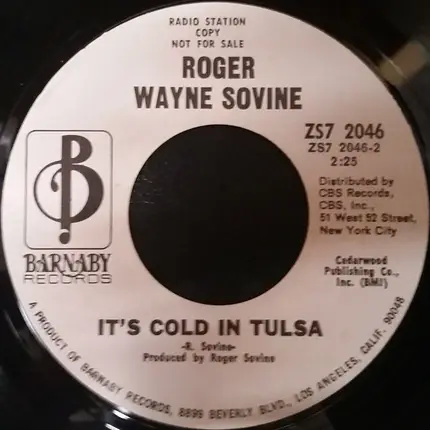 RADIO STATION
COPY
NOT FOR SALE
ROGER
WAYNE SOVINE
ZS7 2046
ZS7 2046-2
2:25
Distributed by
CBS Records,
CBS, Inc.,
51 West 52 Street,
New York City
B
BARNABY
RECORDS
Cedarwood
Publishing Co.,
Inc. (BMI)
IT'S COLD IN TULSA
-R. Sovine-
Produced by Roger Sovine
A PRODUCT OF BARNABY RECORDS, 8899 BEVERLY BLVD., LOS ANGELES, CALIF. 90048